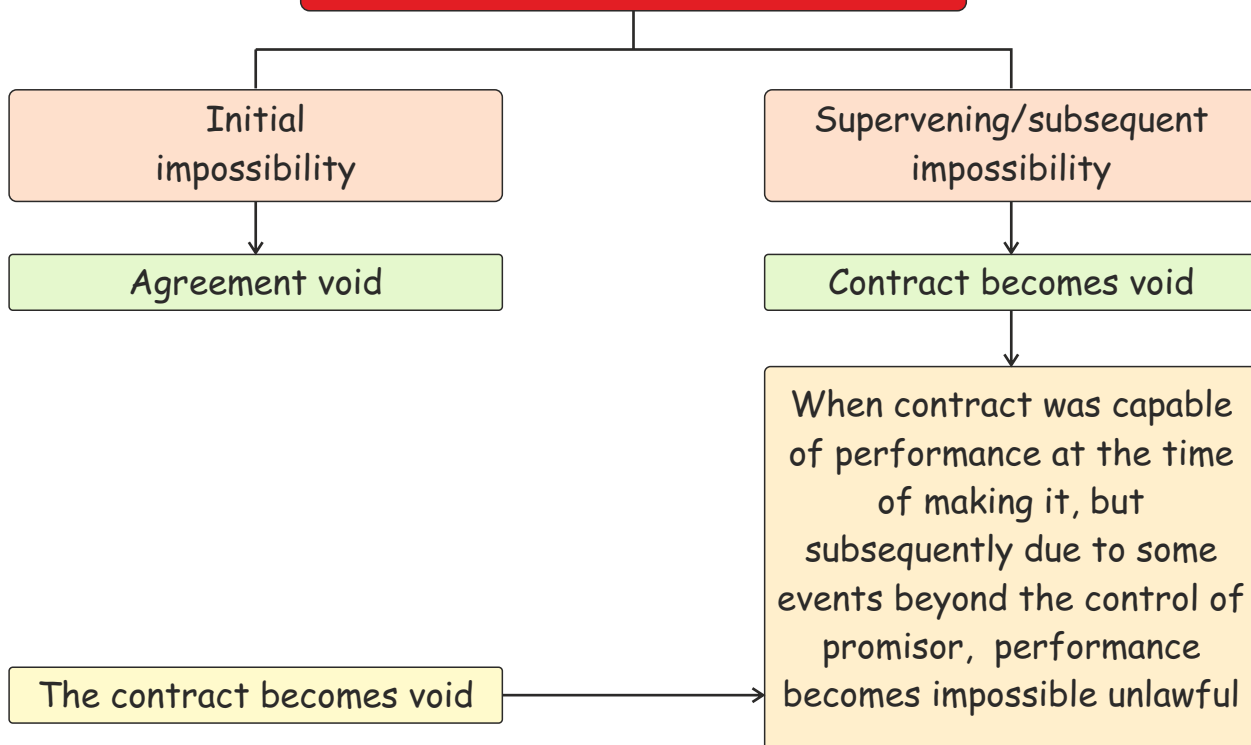 Initial
impossibility
Supervening/subsequent
impossibility
Agreement void
Contract becomes void
When contract was capable
of performance at the time
of making it, but
subsequently due to some
events beyond the control of
promisor, performance
becomes impossible unlawful
The contract becomes void